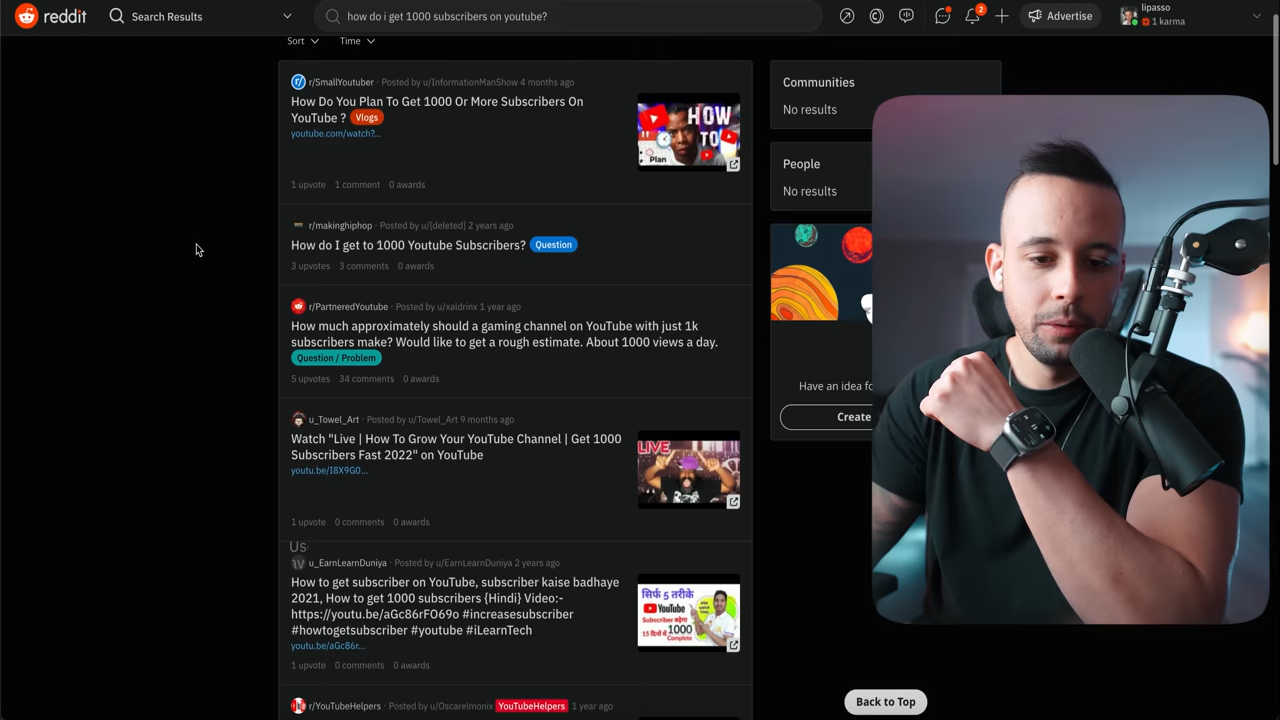 reddit
Search Results
how do i get 1000 subscribers on youtube?
2
Advertise
lipasso
1 karma
Sort
Time
r/SmallYoutuber · Posted by u/InformationManShow 4 months ago
How Do You Plan To Get 1000 Or More Subscribers On
YouTube ? Vlogs
youtube.com/watch?...
HOW
TO
Plan
1 upvote 1 comment 0 awards
r/makinghiphop · Posted by u/[deleted] 2 years ago
How do I get to 1000 Youtube Subscribers? Question
3 upvotes 3 comments 0 awards
r/PartneredYoutube · Posted by u/xaldrinx 1 year ago
How much approximately should a gaming channel on YouTube with just 1k
subscribers make? Would like to get a rough estimate. About 1000 views a day.
Question / Problem
5 upvotes 34 comments 0 awards
u_Towel_Art · Posted by u/Towel_Art 9 months ago
Watch "Live | How To Grow Your YouTube Channel | Get 1000
Subscribers Fast 2022" on YouTube
youtu.be/I8X9G0...
LIVE
1 upvote 0 comments 0 awards
Us
u_EarnLearnDuniya · Posted by u/EarnLearnDuniya 2 years ago
How to get subscriber on YouTube, subscriber kaise badhaye
2021, How to get 1000 subscribers {Hindi} Video:-
https://youtu.be/aGc86rFO69o #increasesubscriber
#howtogetsubscriber #youtube #iLearnTech
youtu.be/aGc86r...
सिर्फ 5 तरीके
YouTube
Subscriber बढ़ेगा
15 दिनों में 1000
Complete
1 upvote 0 comments 0 awards
r/YouTubeHelpers · Posted by u/Oscarelmonix YouTubeHelpers 1 year ago
Communities
No results
People
No results
Have an idea fo
Create
Back to Top